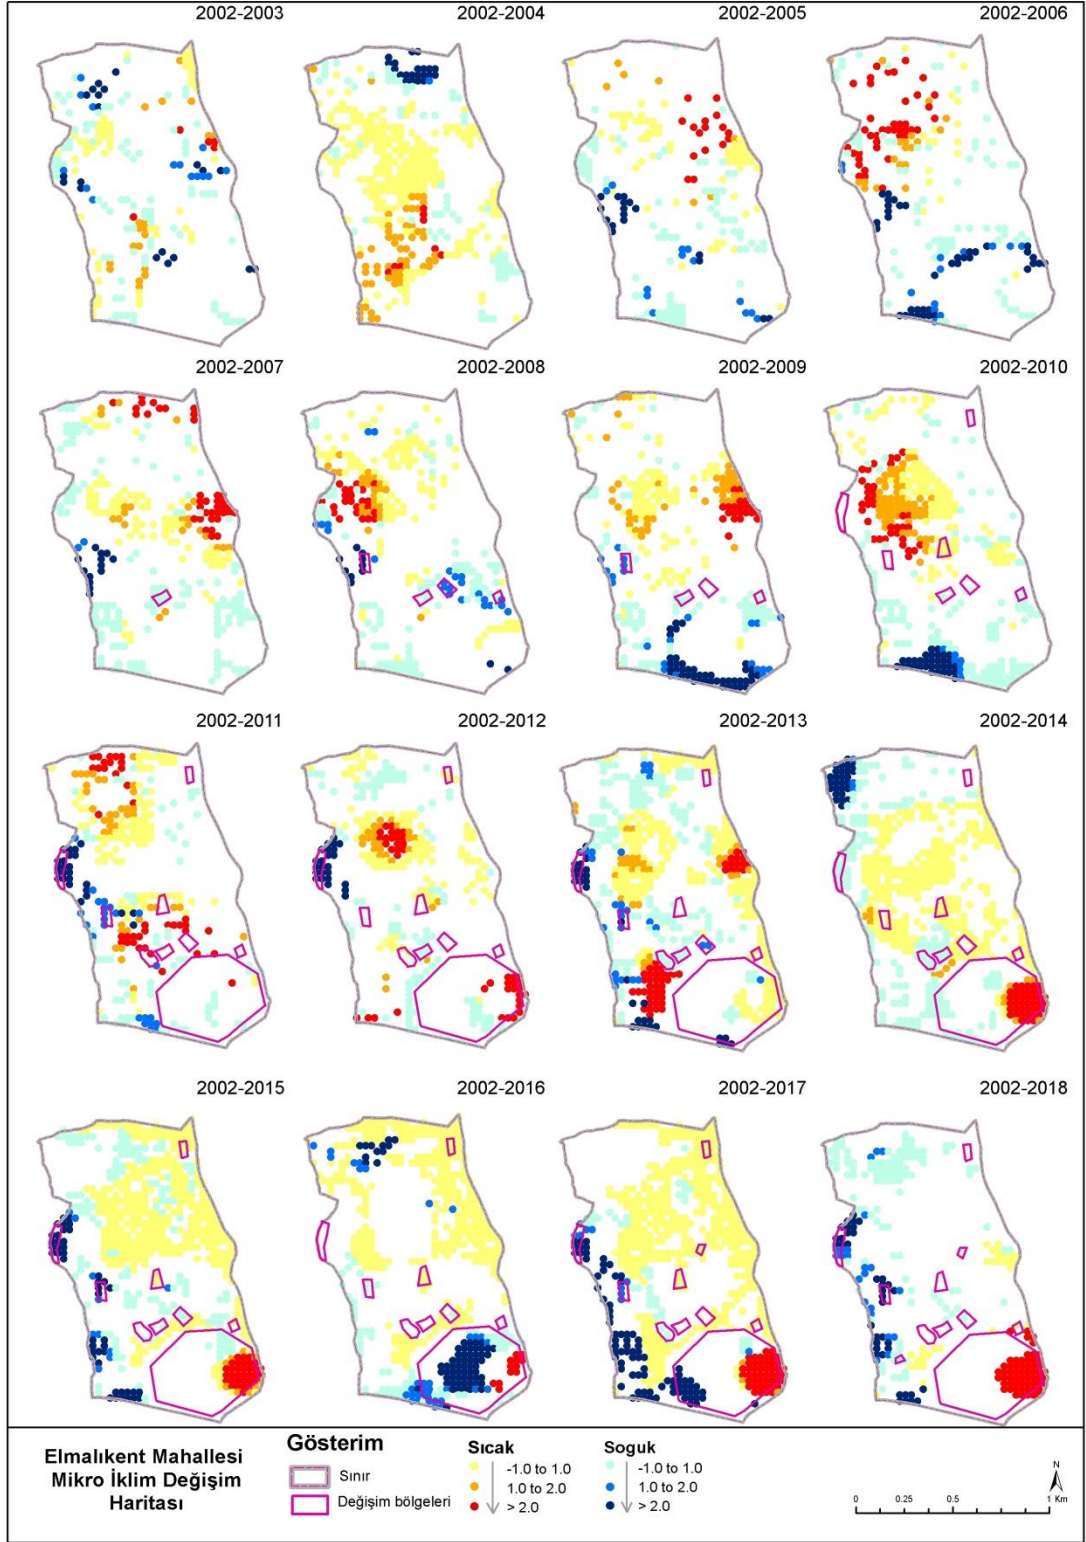 2002-2003
2002-2004
2002-2005
2002-2006
2002-2007
2002-2008
2002-2009
2002-2010
2002-2011
2002-2012
2002-2013
2002-2014
2002-2015
2002-2016
2002-2017
2002-2018
Elmalıkent Mahallesi
Mikro İklim Değişim
Haritası
Gösterim
Sınır
Değişim bölgeleri
Sıcak
-1.0 to 1.0
1.0 to 2.0
> 2.0
Soguk
-1.0 to 1.0
1.0 to 2.0
> 2.0
N
0 0.25 0.5 1
Km